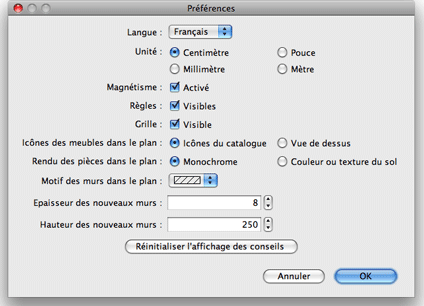 Préférences
Langue : Français
Unité : Centimètre Pouce
Millimètre Mètre
Magnétisme : Activé
Règles : Visibles
Grille : Visible
Icônes des meubles dans le plan : Icônes du catalogue Vue de dessus
Rendu des pièces dans le plan : Monochrome Couleur ou texture du sol
Motif des murs dans le plan :
Epaisseur des nouveaux murs : 8
Hauteur des nouveaux murs : 250
Réinitialiser l'affichage des conseils
Annuler OK